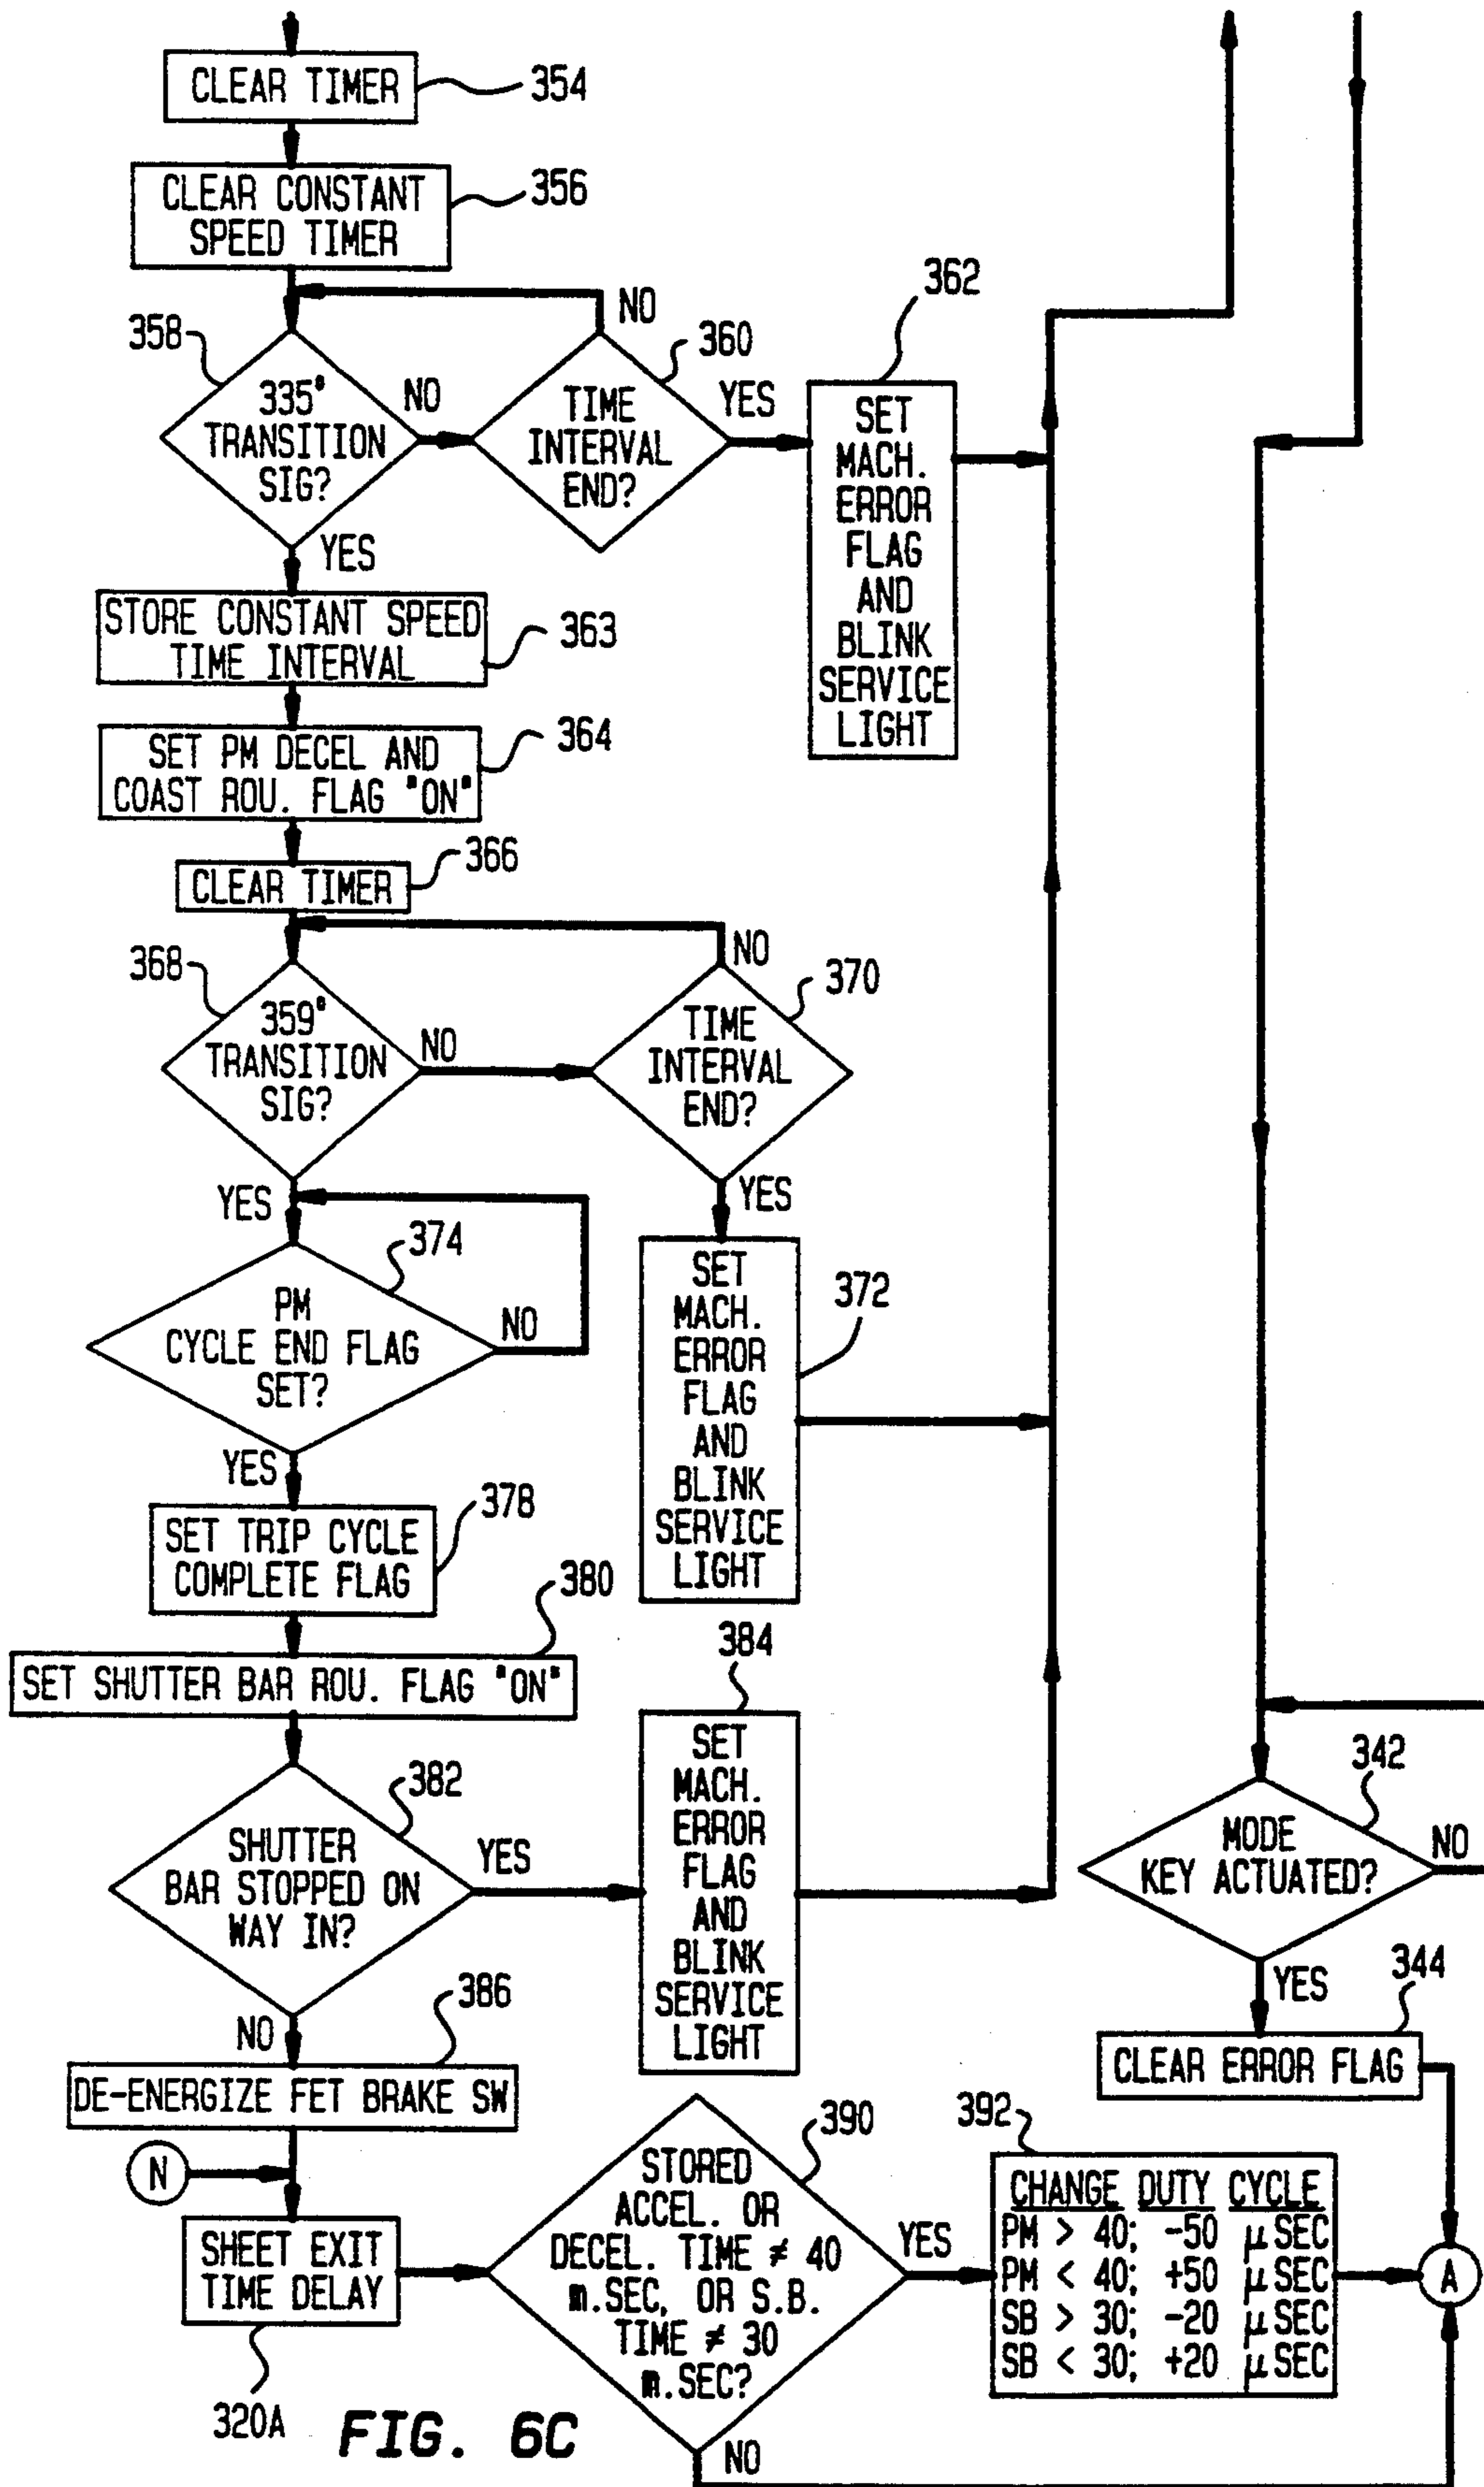 CLEAR TIMER
354
CLEAR CONSTANT
SPEED TIMER
356
358
335°
TRANSITION
SIG?
NO
YES
360
TIME
INTERVAL
END?
NO
YES
362
SET
MACH.
ERROR
FLAG
AND
BLINK
SERVICE
LIGHT
STORE CONSTANT SPEED
TIME INTERVAL
363
SET PM DECEL AND
COAST ROU. FLAG "ON"
364
CLEAR TIMER
366
368
359°
TRANSITION
SIG?
NO
YES
370
TIME
INTERVAL
END?
NO
YES
372
SET
MACH.
ERROR
FLAG
AND
BLINK
SERVICE
LIGHT
374
PM
CYCLE END FLAG
SET?
NO
YES
SET TRIP CYCLE
COMPLETE FLAG
378
380
SET SHUTTER BAR ROU. FLAG "ON"
382
SHUTTER
BAR STOPPED ON
WAY IN?
YES
NO
384
SET
MACH.
ERROR
FLAG
AND
BLINK
SERVICE
LIGHT
342
MODE
KEY ACTUATED?
NO
YES
344
CLEAR ERROR FLAG
386
DE-ENERGIZE FET BRAKE SW
N
SHEET EXIT
TIME DELAY
320A
390
STORED
ACCEL. OR
DECEL. TIME ≠ 40
m.SEC, OR S.B.
TIME ≠ 30
m.SEC?
YES
NO
392
CHANGE DUTY CYCLE
PM > 40; -50 μSEC
PM < 40; +50 μSEC
SB > 30; -20 μSEC
SB < 30; +20 μSEC
A
FIG. 6C